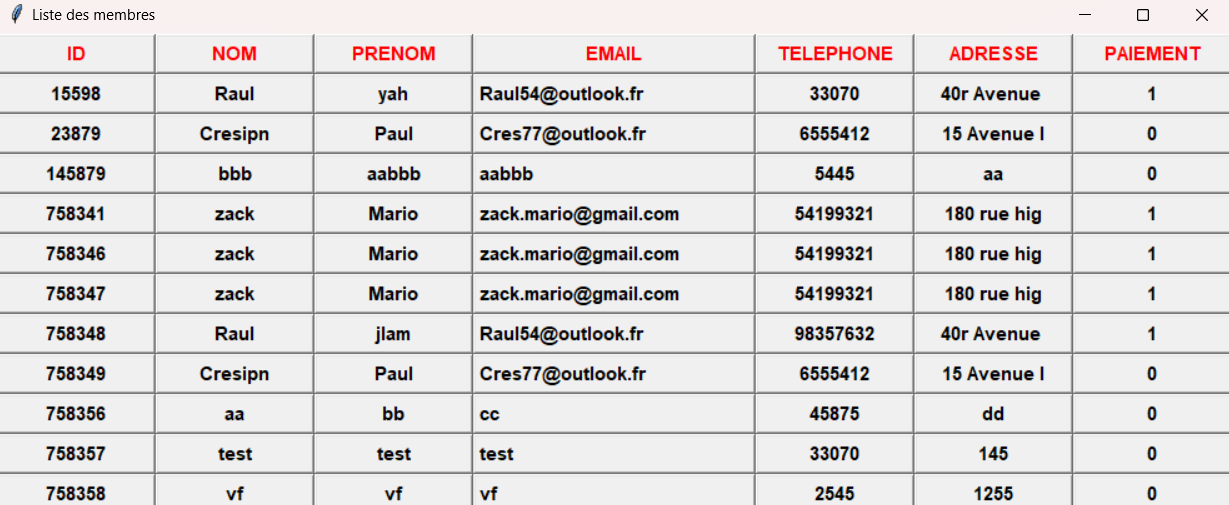 Liste des membres
ID NOM PRENOM EMAIL TELEPHONE ADRESSE PAIEMENT
15598 Raul yah Raul54@outlook.fr 33070 40r Avenue 1
23879 Cresipn Paul Cres77@outlook.fr 6555412 15 Avenue l 0
145879 bbb aabbb aabbb 5445 aa 0
758341 zack Mario zack.mario@gmail.com 54199321 180 rue hig 1
758346 zack Mario zack.mario@gmail.com 54199321 180 rue hig 1
758347 zack Mario zack.mario@gmail.com 54199321 180 rue hig 1
758348 Raul jlam Raul54@outlook.fr 98357632 40r Avenue 1
758349 Cresipn Paul Cres77@outlook.fr 6555412 15 Avenue l 0
758356 aa bb cc 45875 dd 0
758357 test test test 33070 145 0
758358 vf vf vf 2545 1255 0